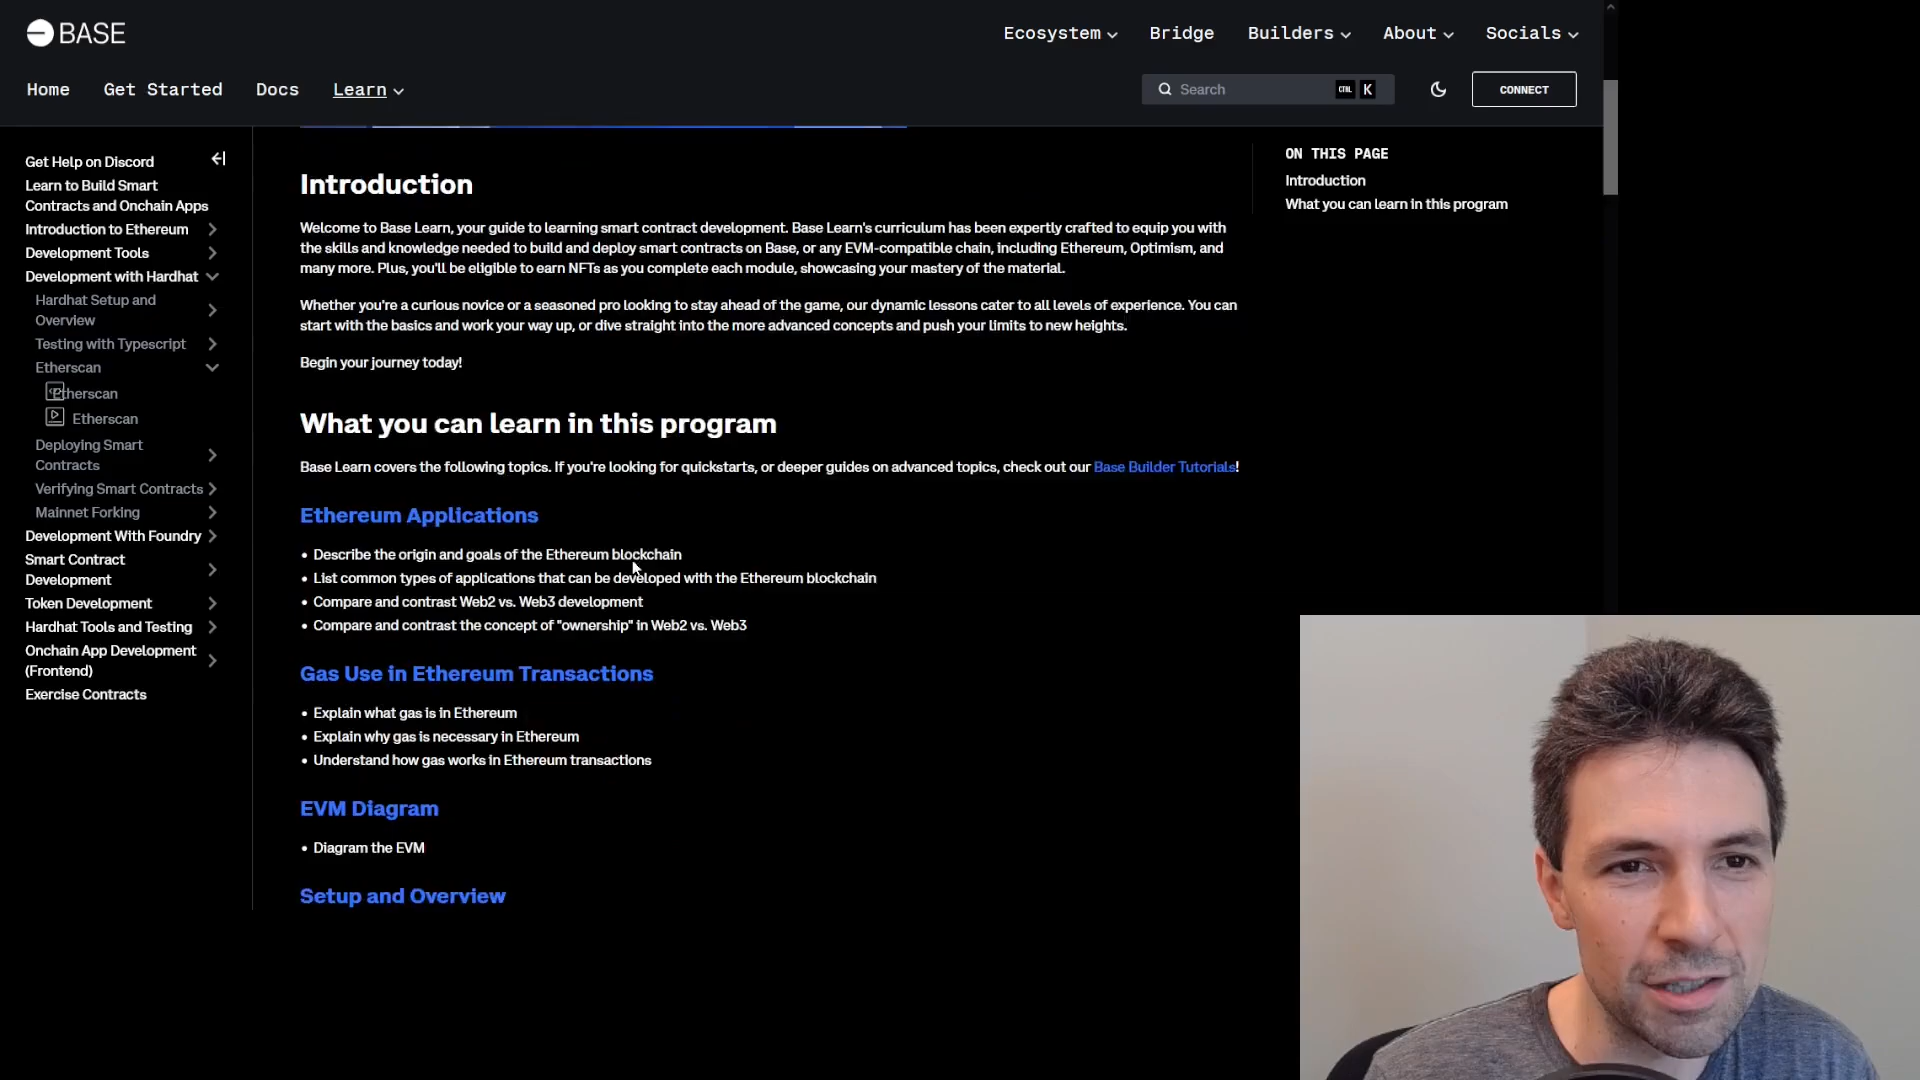 BASE
Ecosystem
Bridge
Builders
About
Socials
Home
Get Started
Docs
Learn
Search
CTRL
K
CONNECT
Get Help on Discord
Learn to Build Smart
Contracts and Onchain Apps
Introduction to Ethereum
Development Tools
Development with Hardhat
Hardhat Setup and
Overview
Testing with Typescript
Etherscan
Etherscan
Etherscan
Deploying Smart
Contracts
Verifying Smart Contracts
Mainnet Forking
Development With Foundry
Smart Contract
Development
Token Development
Hardhat Tools and Testing
Onchain App Development
(Frontend)
Exercise Contracts
Introduction
Welcome to Base Learn, your guide to learning smart contract development. Base Learn's curriculum has been expertly crafted to equip you with
the skills and knowledge needed to build and deploy smart contracts on Base, or any EVM-compatible chain, including Ethereum, Optimism, and
many more. Plus, you'll be eligible to earn NFTs as you complete each module, showcasing your mastery of the material.
Whether you're a curious novice or a seasoned pro looking to stay ahead of the game, our dynamic lessons cater to all levels of experience. You can
start with the basics and work your way up, or dive straight into the more advanced concepts and push your limits to new heights.
Begin your journey today!
What you can learn in this program
Base Learn covers the following topics. If you're looking for quickstarts, or deeper guides on advanced topics, check out our Base Builder Tutorials!
Ethereum Applications
• Describe the origin and goals of the Ethereum blockchain
• List common types of applications that can be developed with the Ethereum blockchain
• Compare and contrast Web2 vs. Web3 development
• Compare and contrast the concept of "ownership" in Web2 vs. Web3
Gas Use in Ethereum Transactions
• Explain what gas is in Ethereum
• Explain why gas is necessary in Ethereum
• Understand how gas works in Ethereum transactions
EVM Diagram
• Diagram the EVM
Setup and Overview
ON THIS PAGE
Introduction
What you can learn in this program